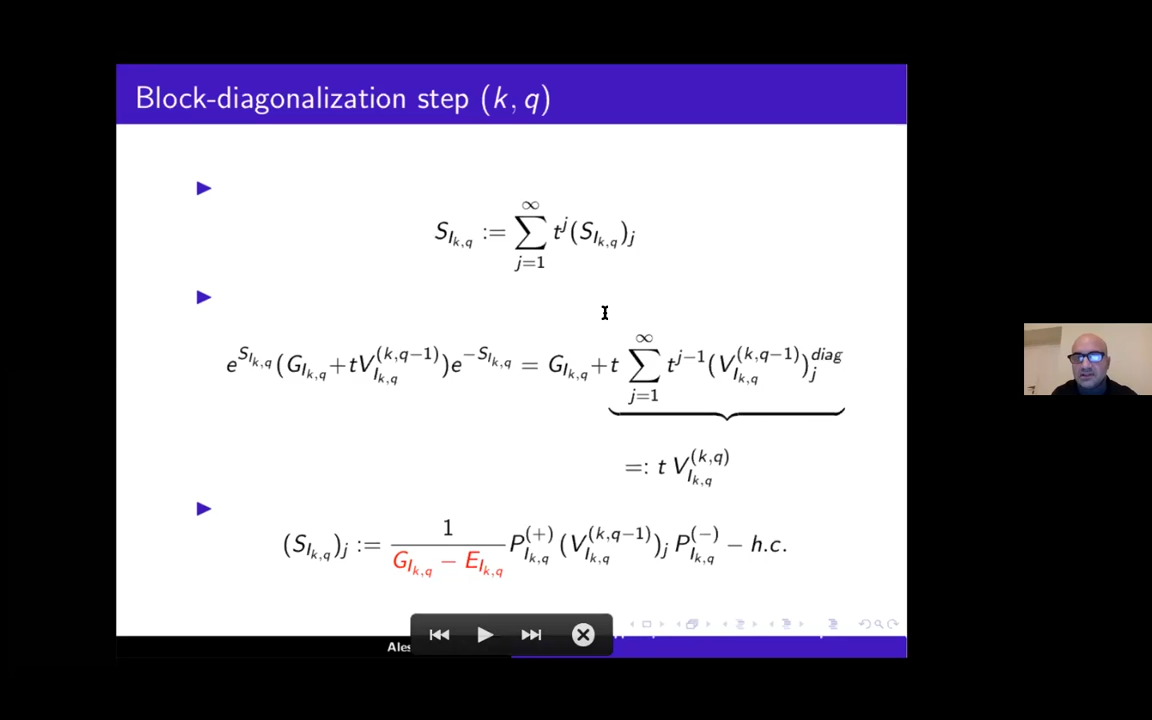 Block-diagonalization step (k, q)
S_{I_{k,q}} := \sum_{j=1}^{\infty} t^j (S_{I_{k,q}})_j
e^{S_{I_{k,q}}} (G_{I_{k,q}} + t V_{I_{k,q}}^{(k,q-1)}) e^{-S_{I_{k,q}}} = G_{I_{k,q}} + t \sum_{j=1}^{\infty} t^{j-1} (V_{I_{k,q}}^{(k,q-1)})_j^{diag}
=: t V_{I_{k,q}}^{(k,q)}
(S_{I_{k,q}})_j := \frac{1}{G_{I_{k,q}} - E_{I_{k,q}}} P_{I_{k,q}}^{(+)} (V_{I_{k,q}}^{(k,q-1)})_j P_{I_{k,q}}^{(-)} - h.c.
Ales